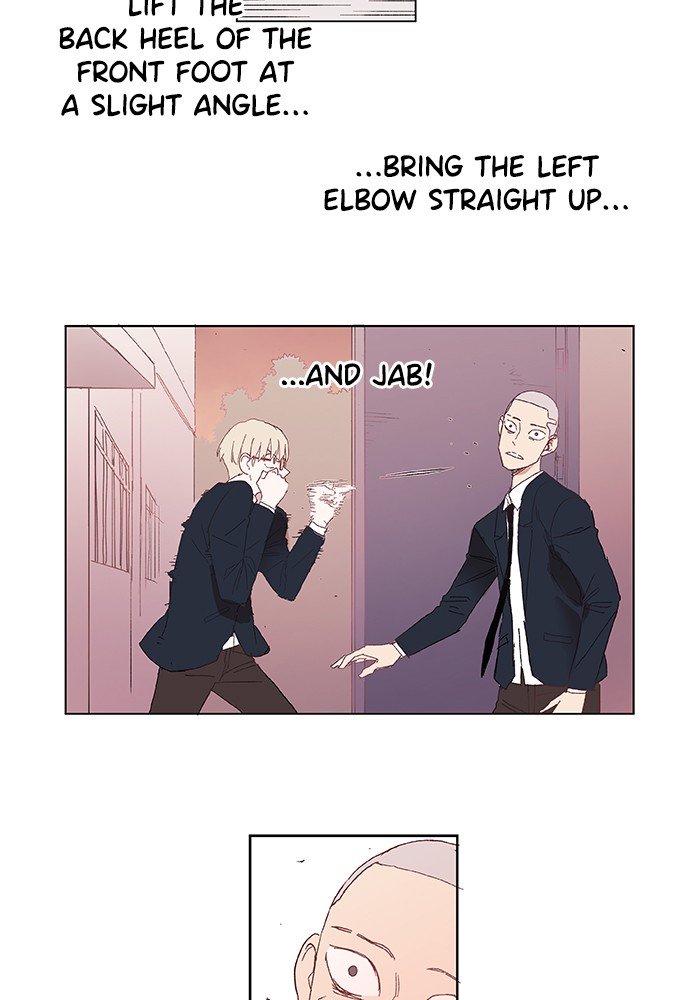 LIFT THE
BACK HEEL OF THE
FRONT FOOT AT
A SLIGHT ANGLE...
...BRING THE LEFT
ELBOW STRAIGHT UP...
...AND JAB!